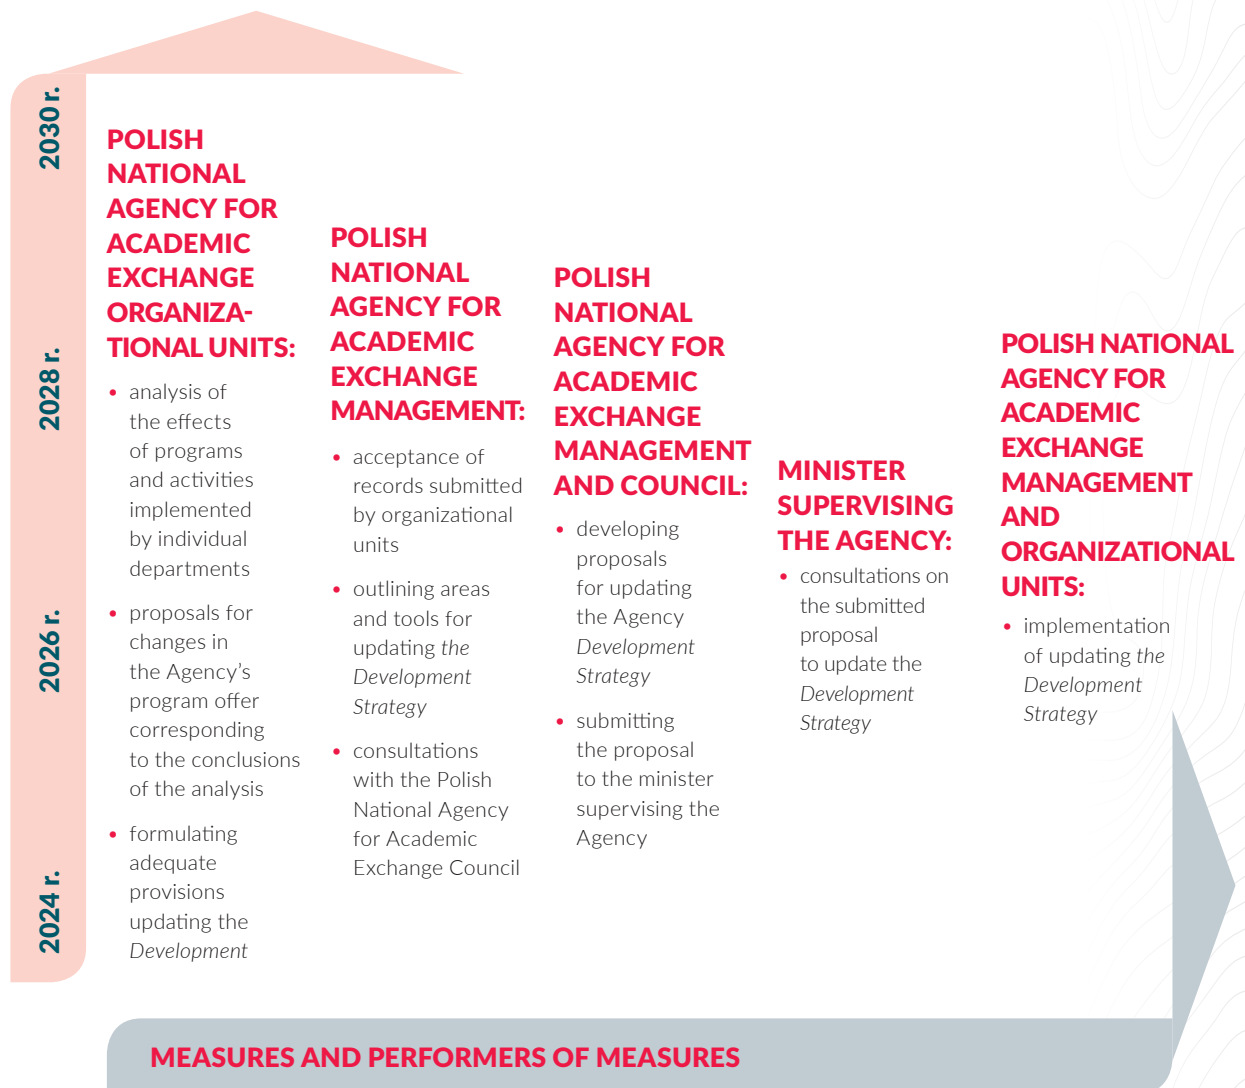 2030 r.
2028 r.
2026 r.
2024 r.
POLISH
NATIONAL
AGENCY FOR
ACADEMIC
EXCHANGE
ORGANIZA-
TIONAL UNITS:
• analysis of
the effects
of programs
and activities
implemented
by individual
departments
• proposals for
changes in
the Agency’s
program offer
corresponding
to the conclusions
of the analysis
• formulating
adequate
provisions
updating the
Development
POLISH
NATIONAL
AGENCY FOR
ACADEMIC
EXCHANGE
MANAGEMENT:
• acceptance of
records submitted
by organizational
units
• outlining areas
and tools for
updating the
Development
Strategy
• consultations
with the Polish
National Agency
for Academic
Exchange Council
POLISH
NATIONAL
AGENCY FOR
ACADEMIC
EXCHANGE
MANAGEMENT
AND COUNCIL:
• developing
proposals
for updating
the Agency
Development
Strategy
• submitting
the proposal
to the minister
supervising the
Agency
MINISTER
SUPERVISING
THE AGENCY:
• consultations on
the submitted
proposal
to update the
Development
Strategy
POLISH NATIONAL
AGENCY FOR
ACADEMIC
EXCHANGE
MANAGEMENT
AND
ORGANIZATIONAL
UNITS:
• implementation
of updating the
Development
Strategy
MEASURES AND PERFORMERS OF MEASURES